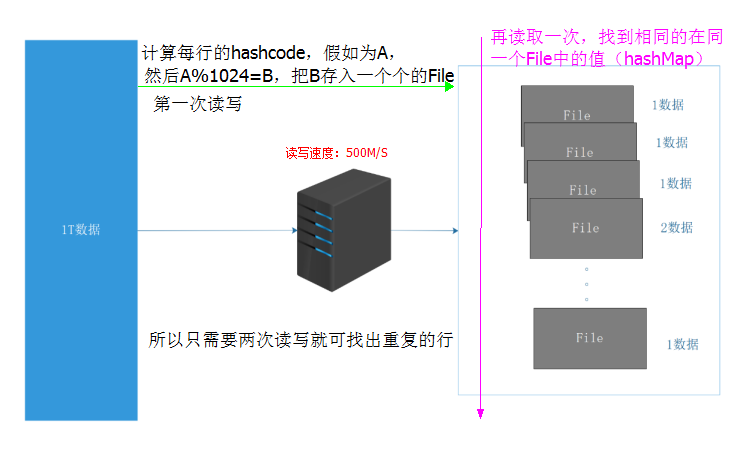 计算每行的hashcode，假如为A，
然后A%1024=B，把B存入一个个的File
第一次读写
再读取一次，找到相同的在同
一个File中的值（hashMap）
读写速度：500M/S
1T数据
File
1数据
File
1数据
File
1数据
File
2数据
File
1数据
所以只需要两次读写就可找出重复的行